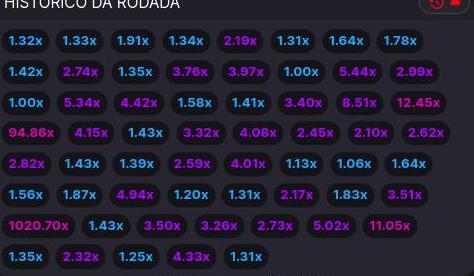 HISTÓRICO DA RODADA
1.32x 1.33x 1.91x 1.34x 2.19x 1.31x 1.64x 1.78x
1.42x 2.74x 1.35x 3.76x 3.97x 1.00x 5.44x 2.99x
1.00x 5.34x 4.42x 1.58x 1.41x 3.40x 8.51x 12.45x
94.86x 4.15x 1.43x 3.32x 4.08x 2.45x 2.10x 2.62x
2.82x 1.43x 1.39x 2.59x 4.01x 1.13x 1.06x 1.64x
1.56x 1.87x 4.94x 1.20x 1.31x 2.17x 1.83x 3.51x
1020.70x 1.43x 3.50x 3.26x 2.73x 5.02x 11.05x
1.35x 2.32x 1.25x 4.33x 1.31x